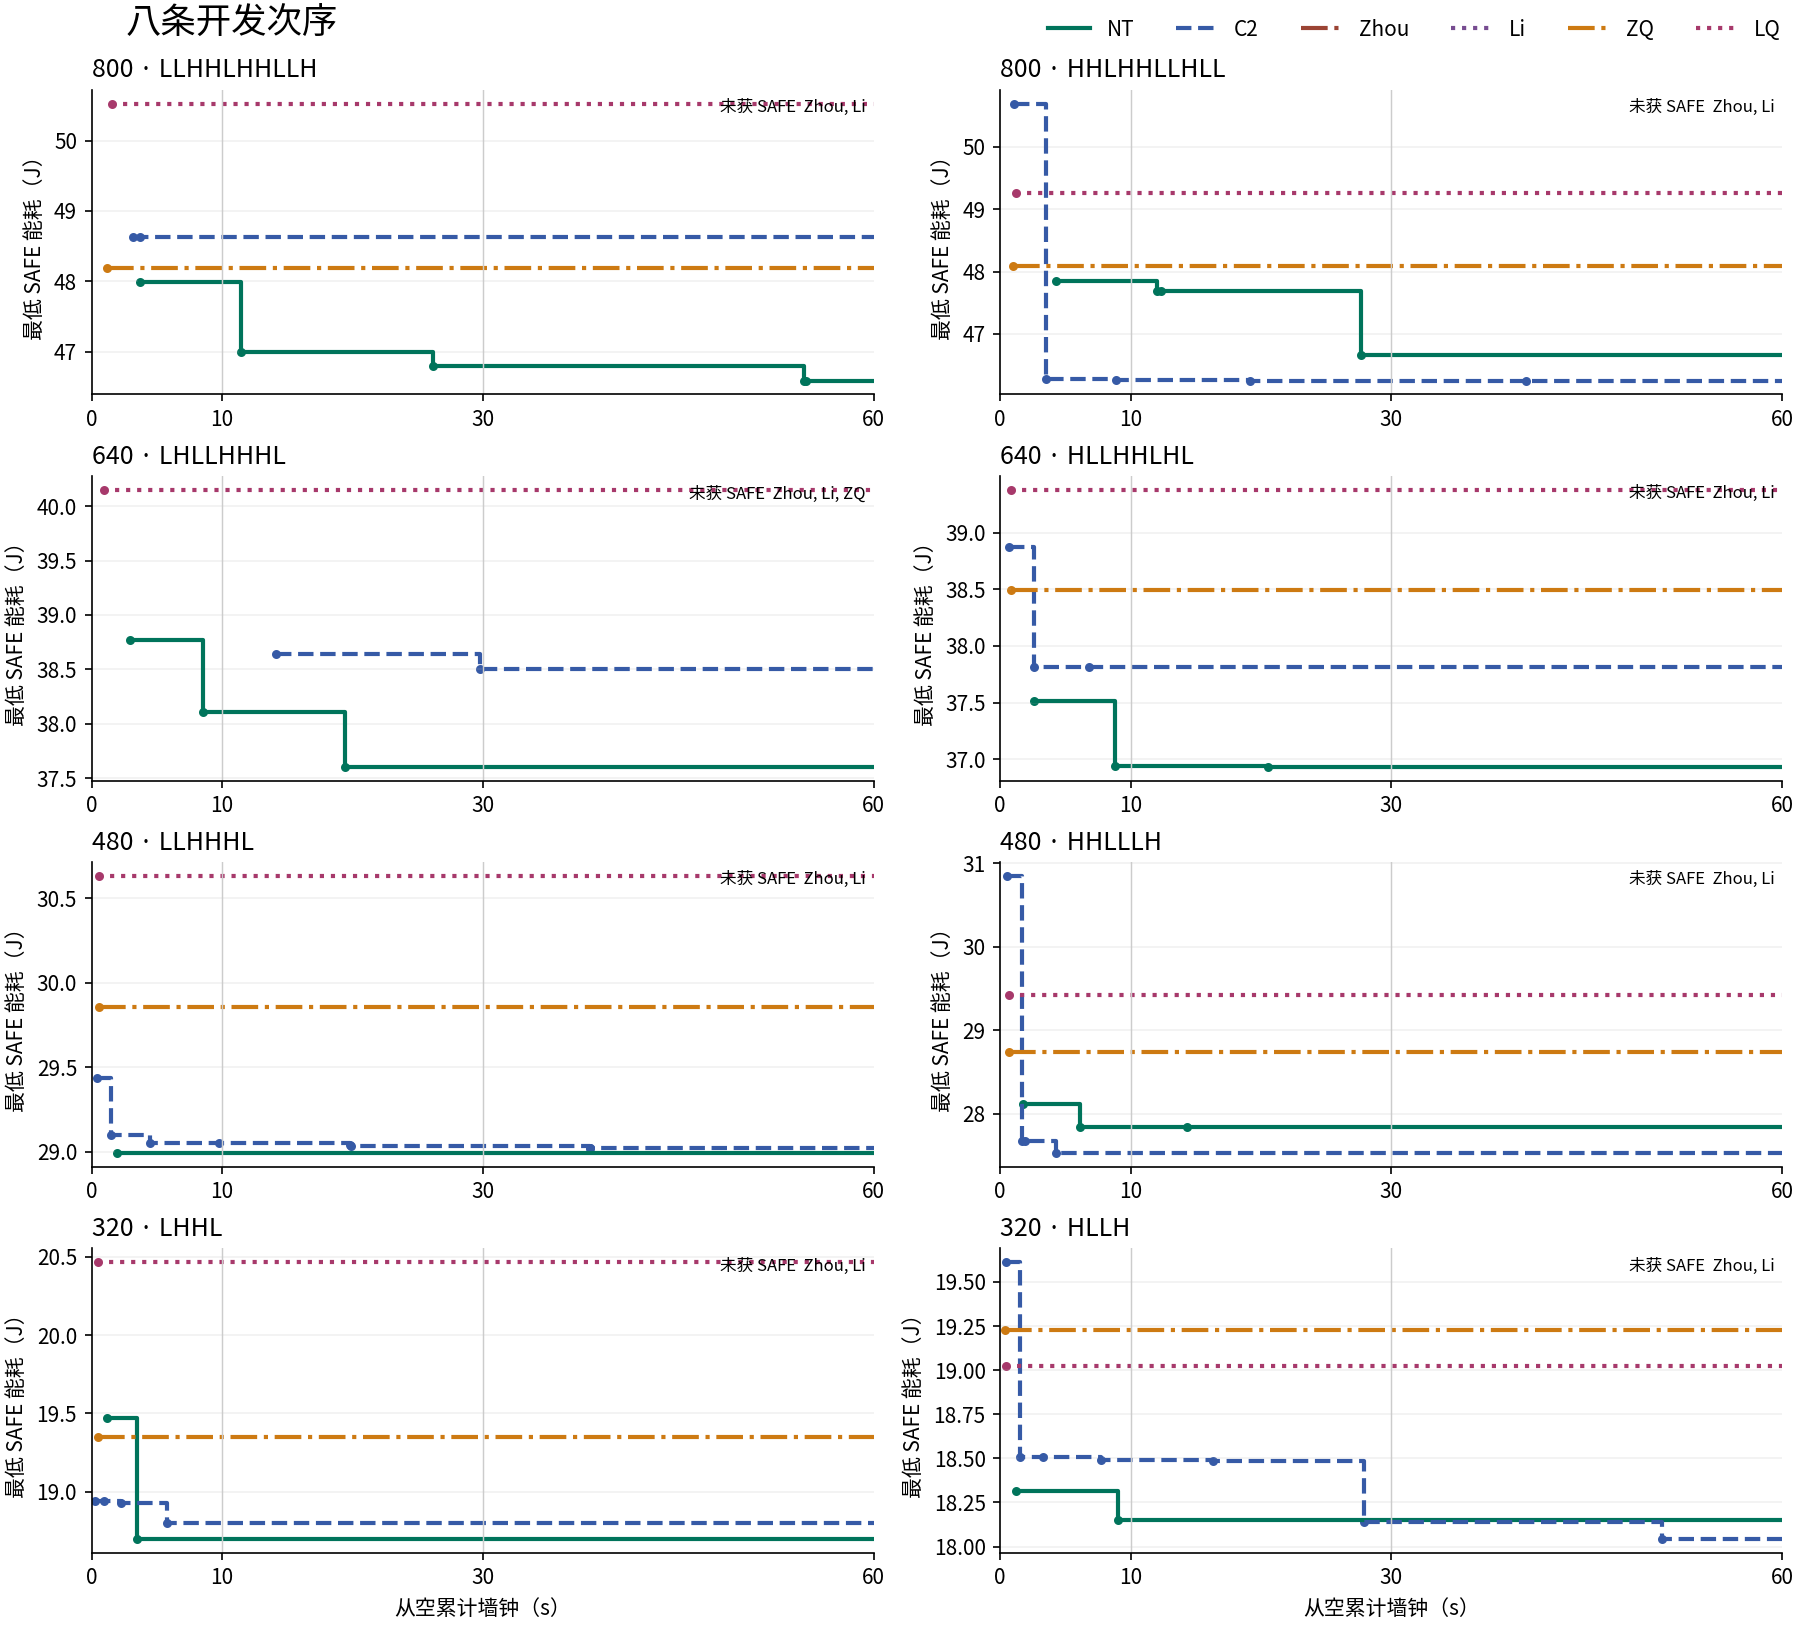 八条开发次序
NT C2 Zhou Li ZQ LQ
800 · LLHHLHHLLH
未获 SAFE Zhou, Li
最低 SAFE 能耗（J）
50
49
48
47
0 10 30 60
800 · HHLHHLLHLL
未获 SAFE Zhou, Li
最低 SAFE 能耗（J）
50
49
48
47
0 10 30 60
640 · LHLLHHHL
未获 SAFE Zhou, Li, ZQ
最低 SAFE 能耗（J）
40.0
39.5
39.0
38.5
38.0
37.5
0 10 30 60
640 · HLLHHLHL
未获 SAFE Zhou, Li
最低 SAFE 能耗（J）
39.0
38.5
38.0
37.5
37.0
0 10 30 60
480 · LLHHHL
未获 SAFE Zhou, Li
最低 SAFE 能耗（J）
30.5
30.0
29.5
29.0
0 10 30 60
480 · HHLLLH
未获 SAFE Zhou, Li
最低 SAFE 能耗（J）
31
30
29
28
0 10 30 60
320 · LHHL
未获 SAFE Zhou, Li
最低 SAFE 能耗（J）
20.5
20.0
19.5
19.0
0 10 30 60
从空累计墙钟（s）
320 · HLLH
未获 SAFE Zhou, Li
最低 SAFE 能耗（J）
19.50
19.25
19.00
18.75
18.50
18.25
18.00
0 10 30 60
从空累计墙钟（s）